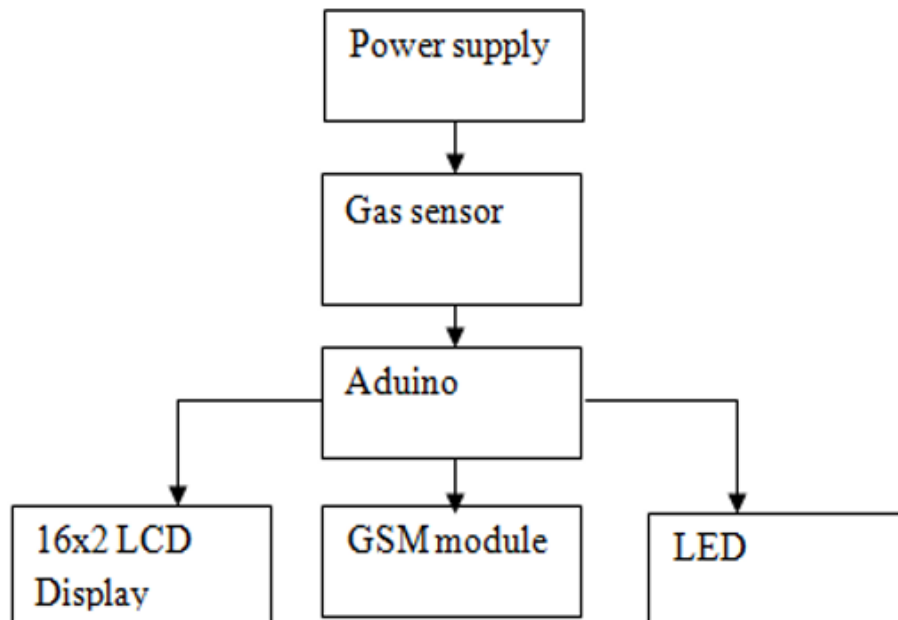 Power supply
Gas sensor
Aduino
16x2 LCD
Display
GSM module
LED